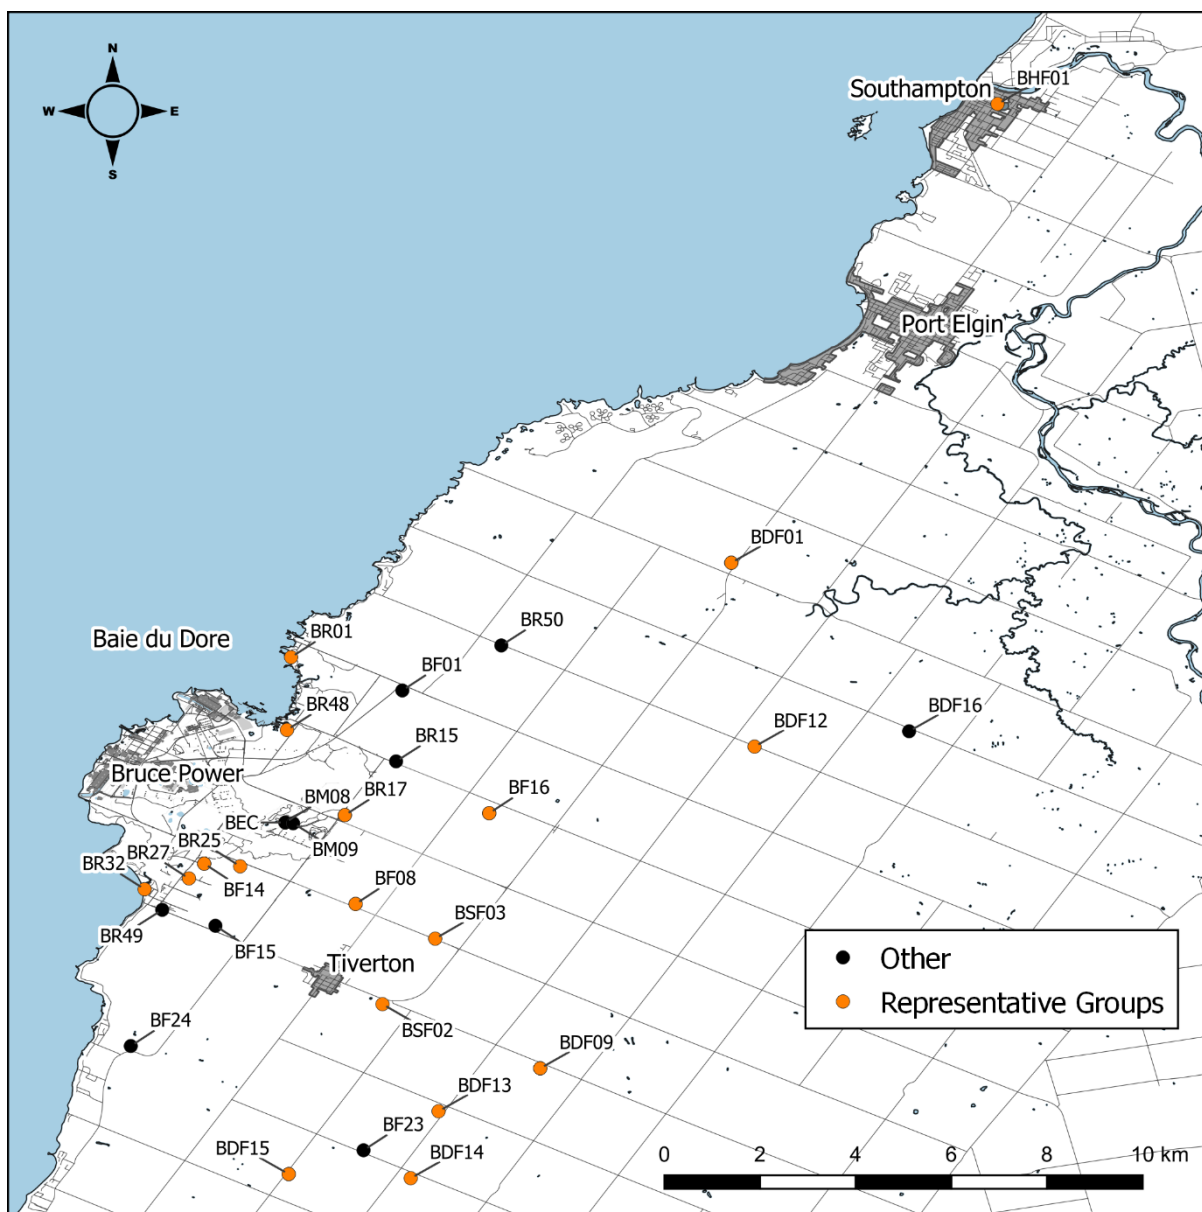 N
W E
S
Southampton
BHF01
Port Elgin
BDF01
BR50
Baie du Dore
BR01
BF01
BR48
BDF12
BDF16
BR15
Bruce Power
BR17
BF16
BM08
BEC
BM09
BR25
BR27
BR32
BF14
BF08
BSF03
BR49
BF15
Other
Tiverton
Representative Groups
BSF02
BF24
BDF09
BDF13
BF23
BDF15
BDF14
0 2 4 6 8 10 km